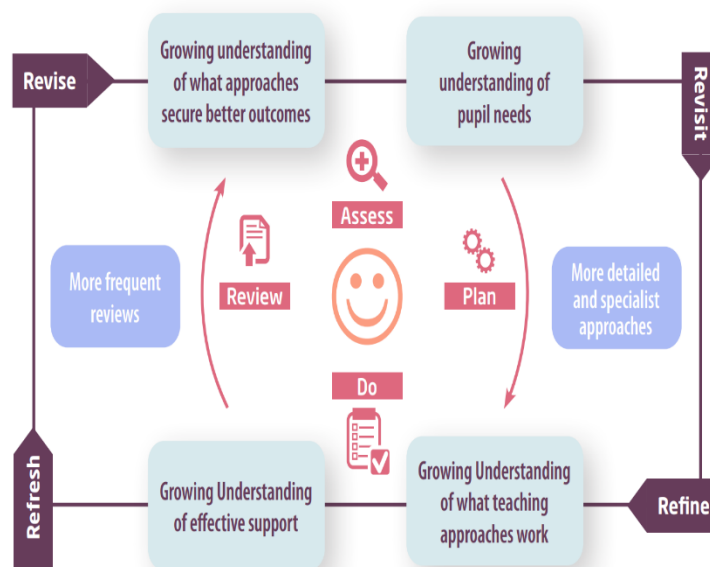 Revise
Growing understanding
of what approaches
secure better outcomes
Growing
understanding of
pupil needs
Revisit
Assess
More frequent
reviews
Review
Plan
More detailed
and specialist
approaches
Do
Refresh
Growing Understanding
of effective support
Growing Understanding
of what teaching
approaches work
Refine